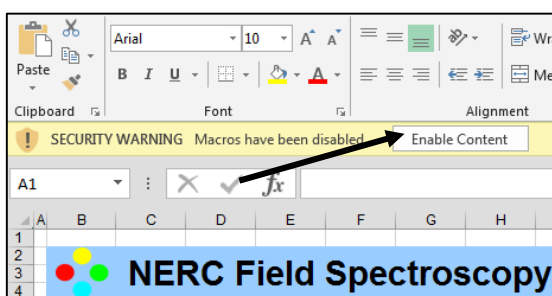 Arial 10 A A Wr
Paste B I U A Me
Clipboard Font Alignment
SECURITY WARNING Macros have been disabled Enable Content
A1 fx
A B C D E F G H
1
2
3 NERC Field Spectroscopy
4